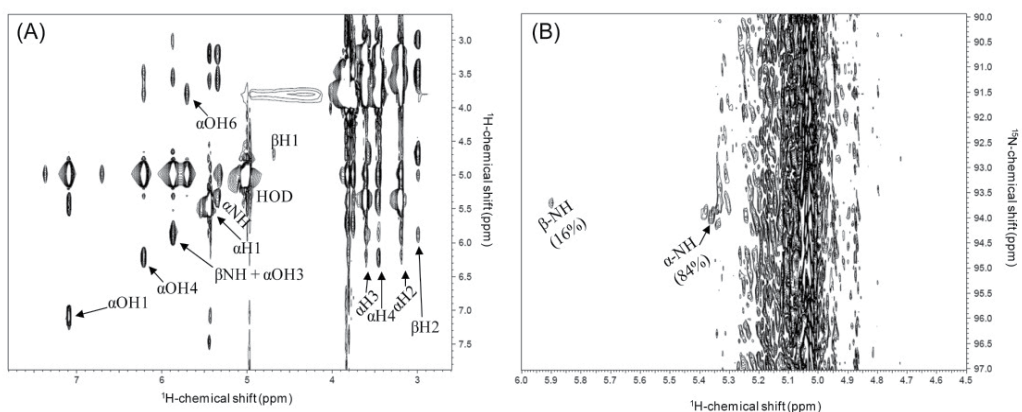 (A)
3.0
3.5
4.0
4.5
5.0
5.5
6.0
6.5
7.0
7.5
¹H-chemical shift (ppm)
αOH6
βH1
HOD
αNH
αH1
βNH + αOH3
αOH4
αOH1
αH3
αH4
αH2
βH2
7
6
5
4
3
¹H-chemical shift (ppm)
(B)
90.0
90.5
91.0
91.5
92.0
92.5
93.0
93.5
94.0
94.5
95.0
95.5
96.0
96.5
97.0
¹⁵N-chemical shift (ppm)
β-NH
(16%)
α-NH
(84%)
6.0
5.9
5.8
5.7
5.6
5.5
5.4
5.3
5.2
5.1
5.0
4.9
4.8
4.7
4.6
4.5
¹H-chemical shift (ppm)